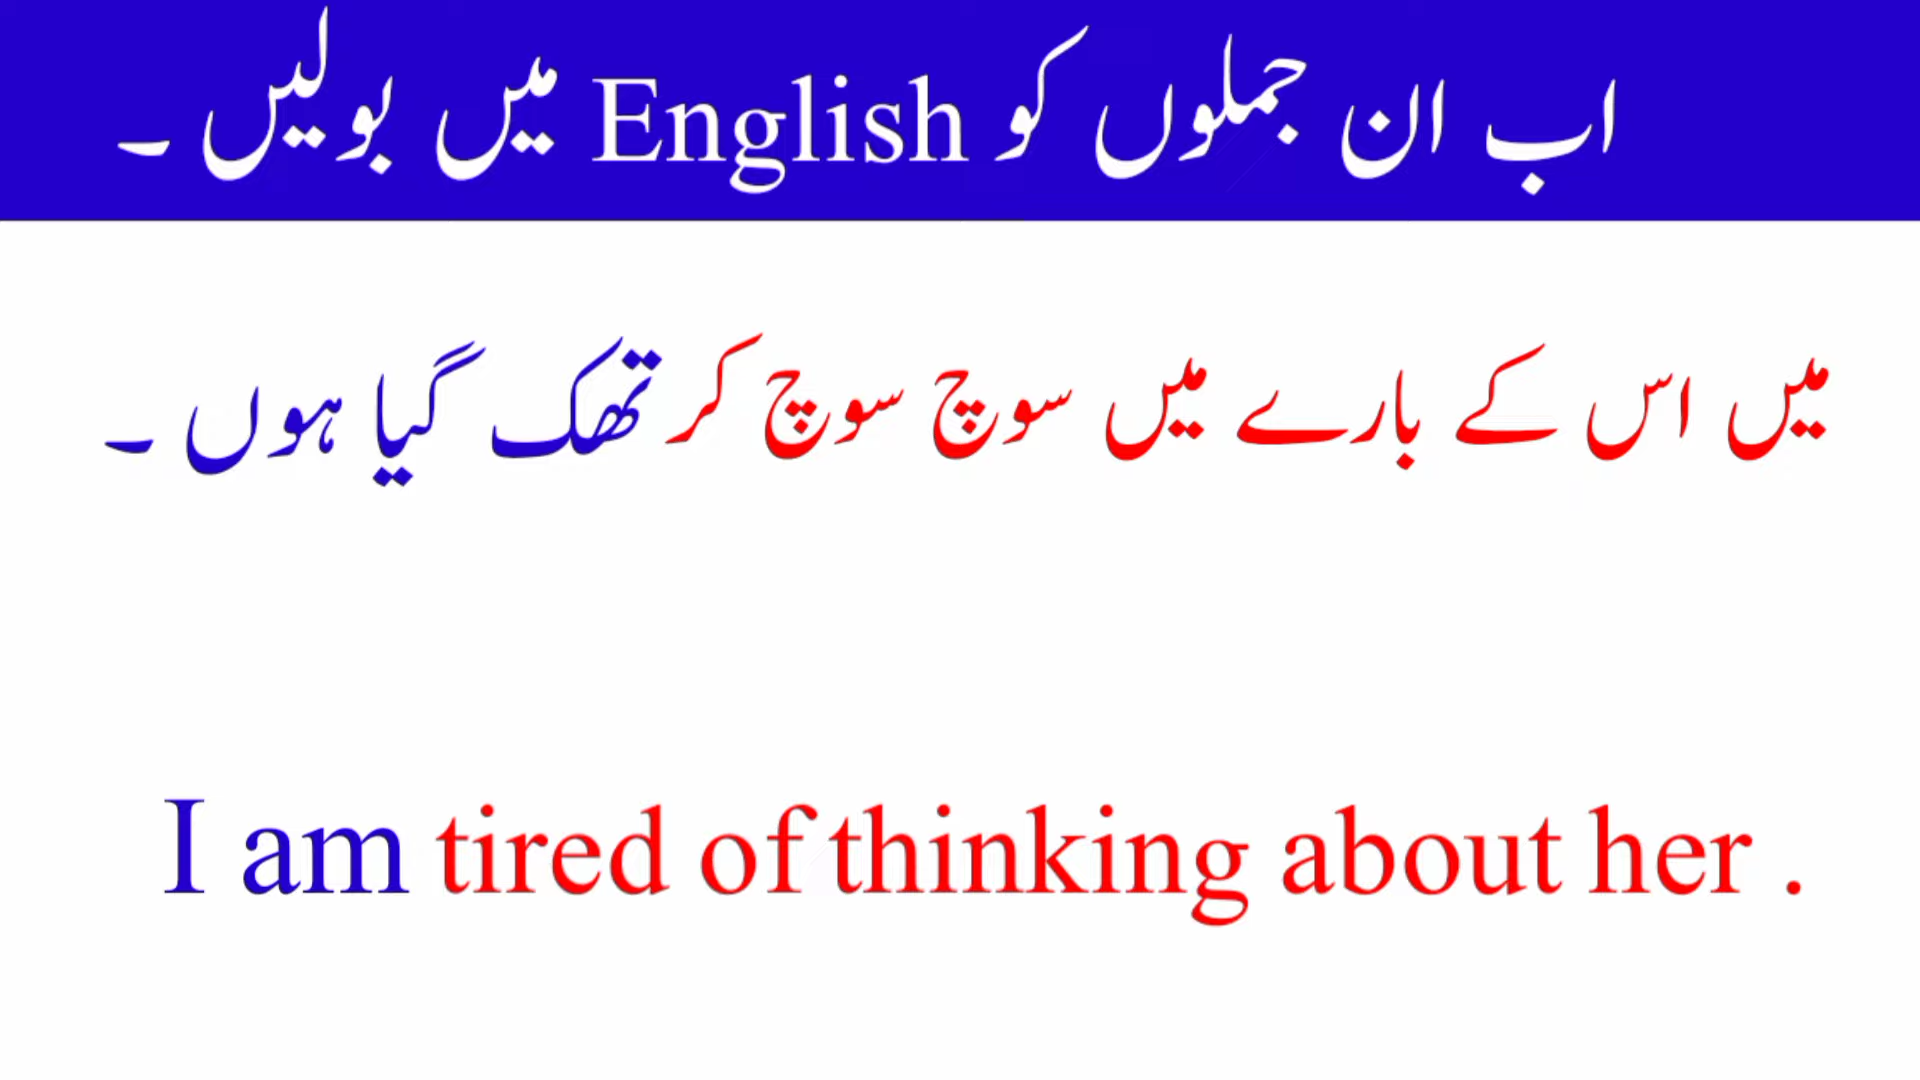 اب ان جملوں کو English میں بولیں ۔
میں اس کے بارے میں سوچ سوچ کر تھک گیا ہوں ۔
I am tired of thinking about her .